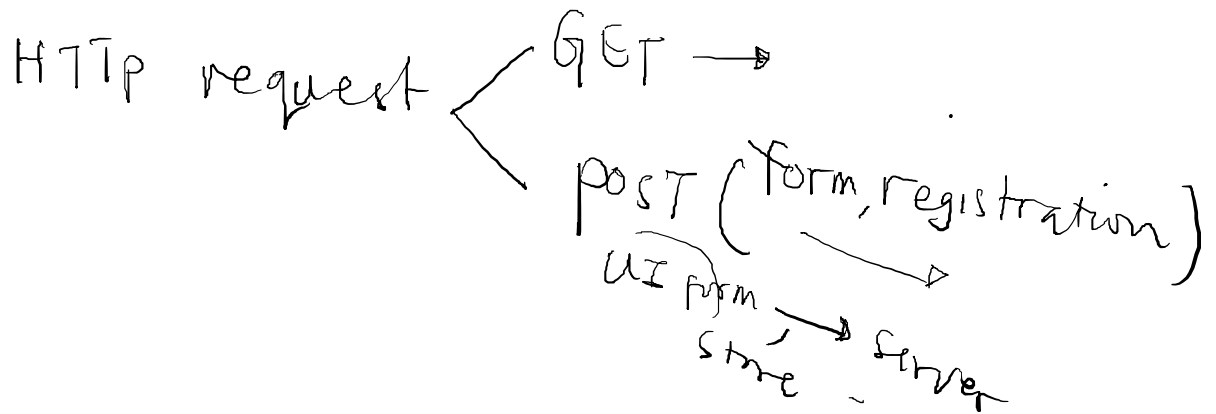 HTTP request
GET
POST (form, registration)
UI form
store
server